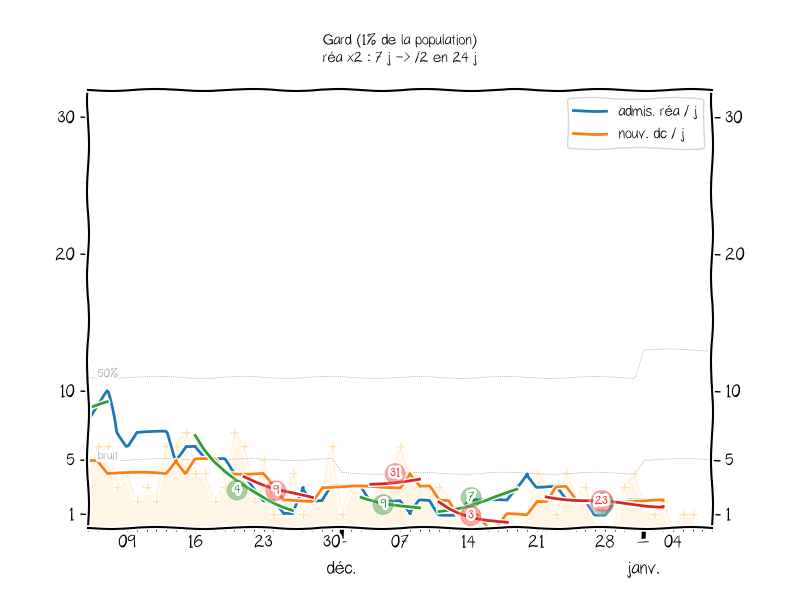 Gard (1% de la population)
réa x2 : 7 j -> /2 en 24 j
admis. réa / j
nouv. dc / j
30 30
20 20
50%
10 10
bruit
5 5
1 1
4 9 31 9 7 3 23
09 16 23 30 07 14 21 28 04
déc. janv.